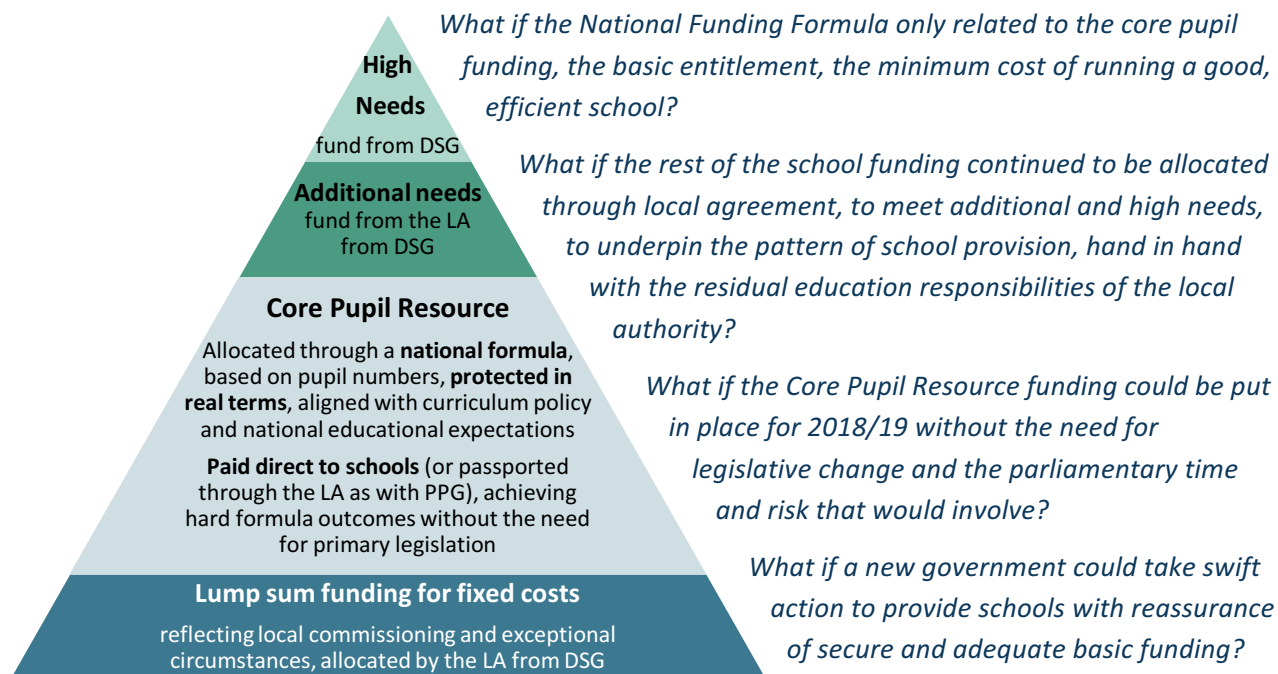 High
Needs
fund from DSG
Additional needs
fund from the LA
from DSG
Core Pupil Resource
Allocated through a national formula,
based on pupil numbers, protected in
real terms, aligned with curriculum policy
and national educational expectations
Paid direct to schools (or passported
through the LA as with PPG), achieving
hard formula outcomes without the need
for primary legislation
Lump sum funding for fixed costs
reflecting local commissioning and exceptional
circumstances, allocated by the LA from DSG
What if the National Funding Formula only related to the core pupil
funding, the basic entitlement, the minimum cost of running a good,
efficient school?
What if the rest of the school funding continued to be allocated
through local agreement, to meet additional and high needs,
to underpin the pattern of school provision, hand in hand
with the residual education responsibilities of the local
authority?
What if the Core Pupil Resource funding could be put
in place for 2018/19 without the need for
legislative change and the parliamentary time
and risk that would involve?
What if a new government could take swift
action to provide schools with reassurance
of secure and adequate basic funding?